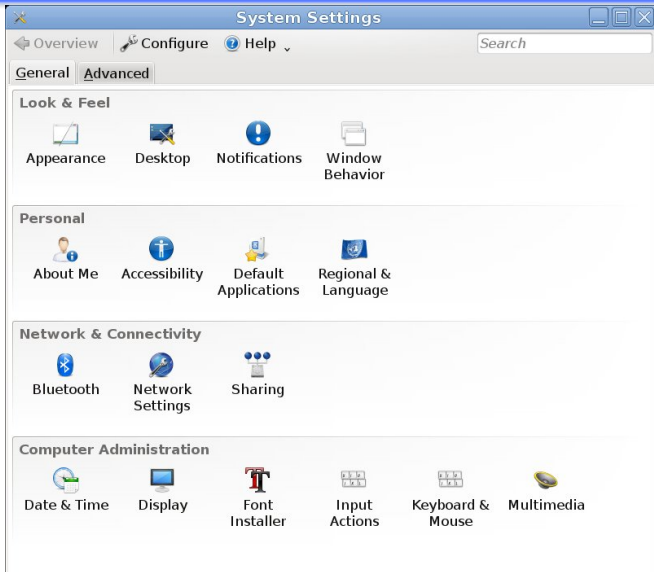 System Settings
Overview Configure Help Search
General Advanced
Look & Feel
Appearance Desktop Notifications Window
Behavior
Personal
About Me Accessibility Default Regional &
Applications Language
Network & Connectivity
Bluetooth Network Sharing
Settings
Computer Administration
Date & Time Display Font Input Keyboard & Multimedia
Installer Actions Mouse